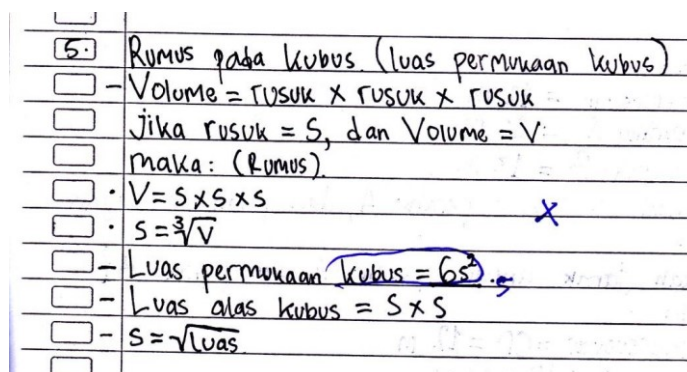 5. Rumus pada kubus. (luas permukaan kubus)
- Volume = rusuk x rusuk x rusuk
Jika rusuk = S, dan Volume = V.
maka: (Rumus).
• V = S x S x S
• S = ∛V
- Luas permukaan kubus = 6s²
- Luas alas kubus = S x S
- S = √luas